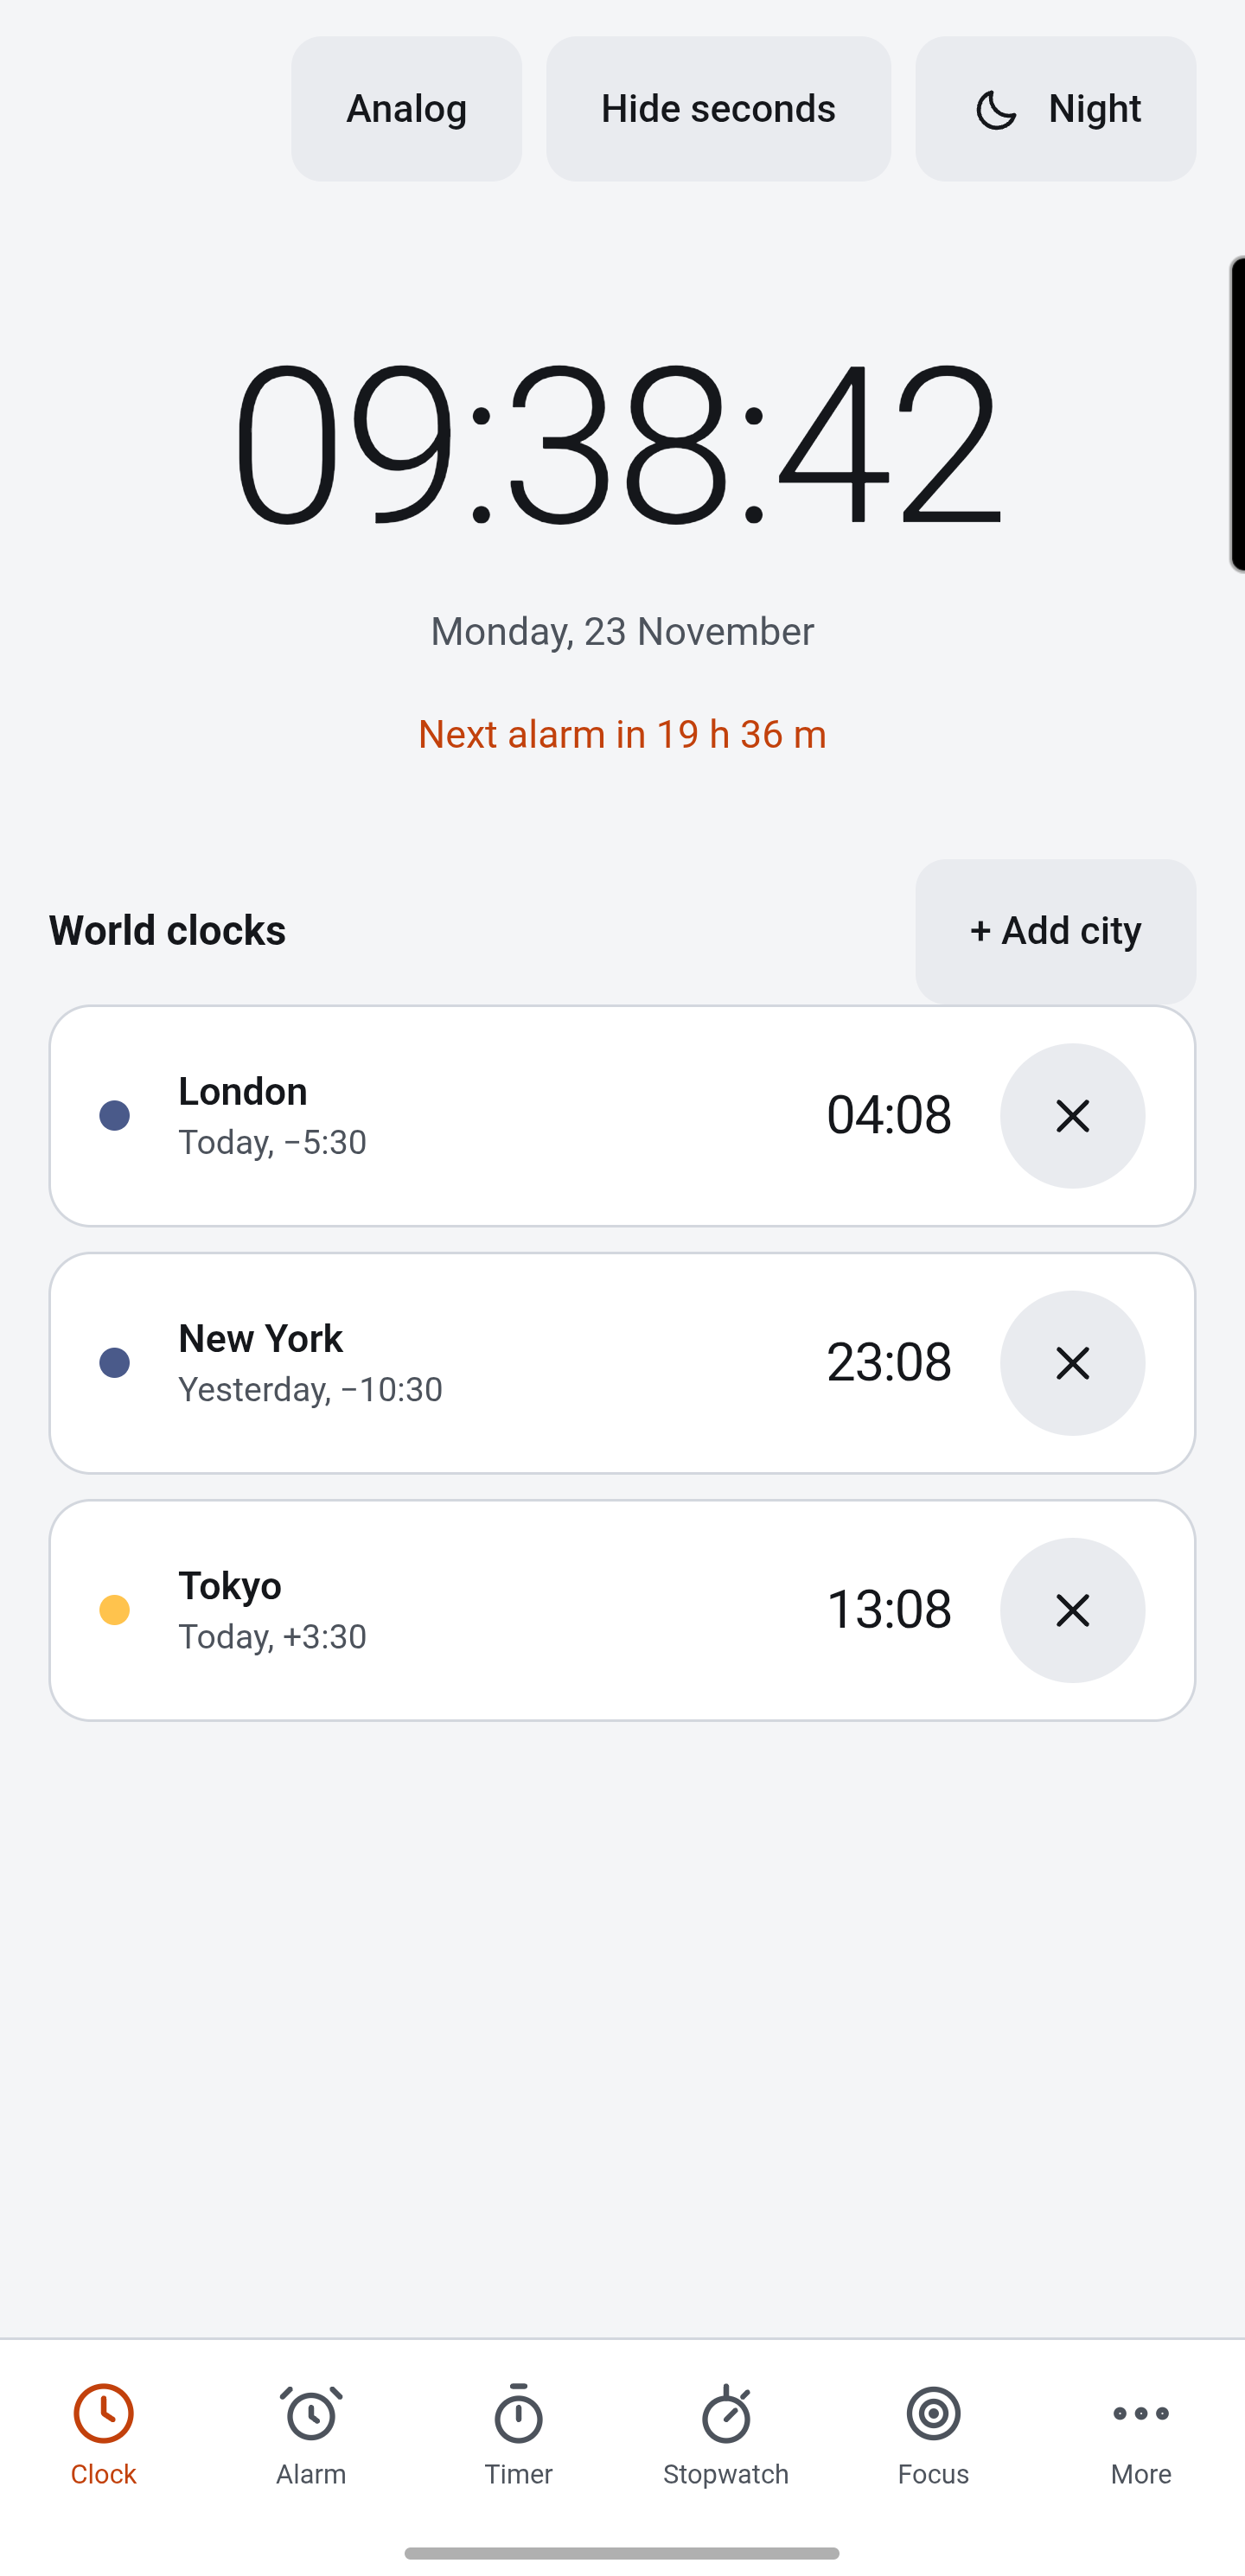 Analog
Hide seconds
Night
09:38:42
Monday, 23 November
Next alarm in 19 h 36 m
World clocks
+ Add city
London
Today, −5:30
04:08
New York
Yesterday, −10:30
23:08
Tokyo
Today, +3:30
13:08
Clock
Alarm
Timer
Stopwatch
Focus
More